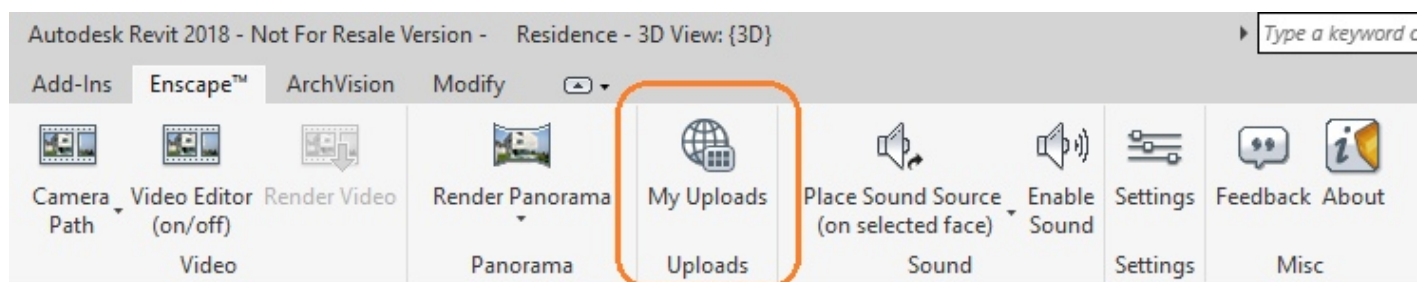 Autodesk Revit 2018 - Not For Resale Version - Residence - 3D View: {3D}
Type a keyword
Add-Ins Enscape™ ArchVision Modify
Camera Path
Video Editor (on/off)
Render Video
Render Panorama
My Uploads
Place Sound Source (on selected face)
Enable Sound
Settings
Feedback
About
Video Panorama Uploads Sound Settings Misc